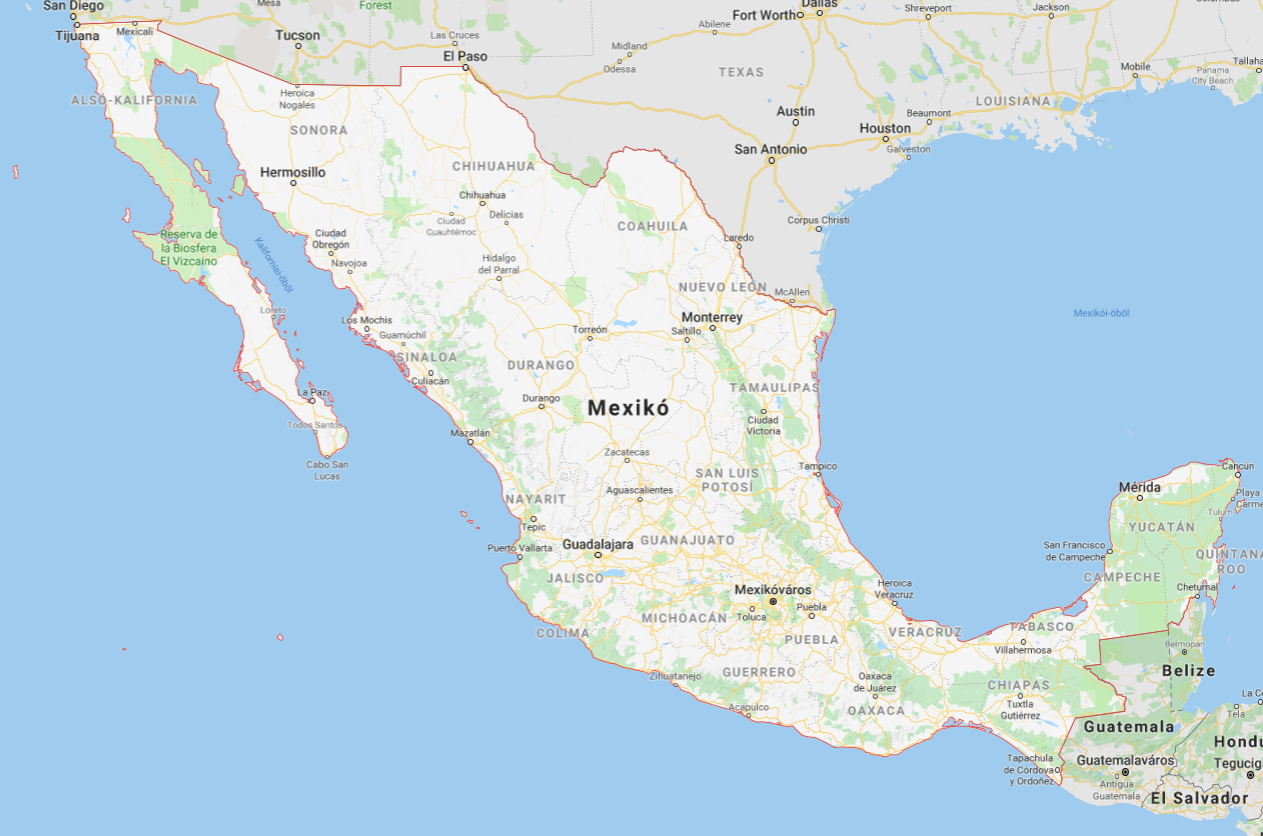 San Diego
Mesa
Forest
Fort Worth
Dallas
Shreveport
Jackson
Tijuana
Mexicali
Tucson
Las Cruces
Abilene
El Paso
Midland
Odessa
TEXAS
Mobile
Panama
City Beach
ALSÓ-KALIFORNIA
Heroica
Nogales
SONORA
Austin
LOUISIANA
Beaumont
Houston
Galveston
San Antonio
Hermosillo
CHIHUAHUA
Chihuahua
Delicias
Ciudad
Cuauhtémoc
COAHUILA
Corpus Christi
Laredo
Reserva de
la Biosfera
El Vizcaíno
Kaliforniai-öböl
Ciudad
Obregón
Navojoa
Hidalgo
del Parral
NUEVO LEÓN
McAllen
Loreto
Los Mochis
Guamúchil
Torreón
Monterrey
Saltillo
Mexikói-öböl
SINALOA
Culiacán
DURANGO
Durango
TAMAULIPAS
Mexikó
La Paz
Todos Santos
Ciudad
Victoria
Mazatlán
Zacatecas
Cabo San
Lucas
SAN LUIS
POTOSÍ
Tampico
Cancún
Aguascalientes
NAYARIT
Mérida
Playa
Carme
Tulum
Tepic
YUCATÁN
Puerto Vallarta
Guadalajara
GUANAJUATO
San Francisco
de Campeche
QUINTANA
ROO
JALISCO
CAMPECHE
Chetumal
Mexikóváros
Toluca
Puebla
Heroica
Veracruz
MICHOACÁN
COLIMA
PUEBLA
VERACRUZ
TABASCO
Villahermosa
Belmopan
Belize
Zihuatanejo
GUERRERO
Oaxaca
de Juárez
CHIAPAS
Tuxtla
Gutiérrez
Acapulco
OAXACA
La C
Tela
Guatemala
Hondu
Tapachula
de Córdova
y Ordoñez
Guatemalaváros
Tegucig
Antigua
Guatemala
El Salvador